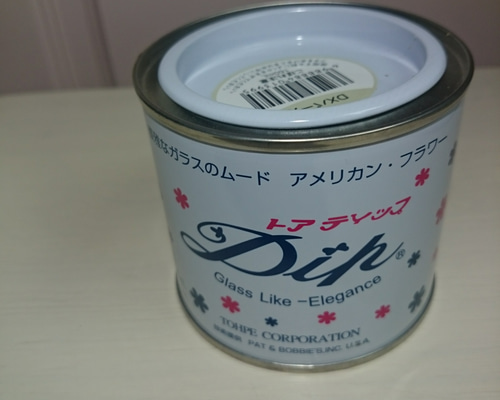 なガラスのムード アメリカン・フラワー
トアディップ
Dip®
Glass Like -Elegance
TOHPE CORPORATION
PAT & BOBBIE'S.INC. U.S.A.